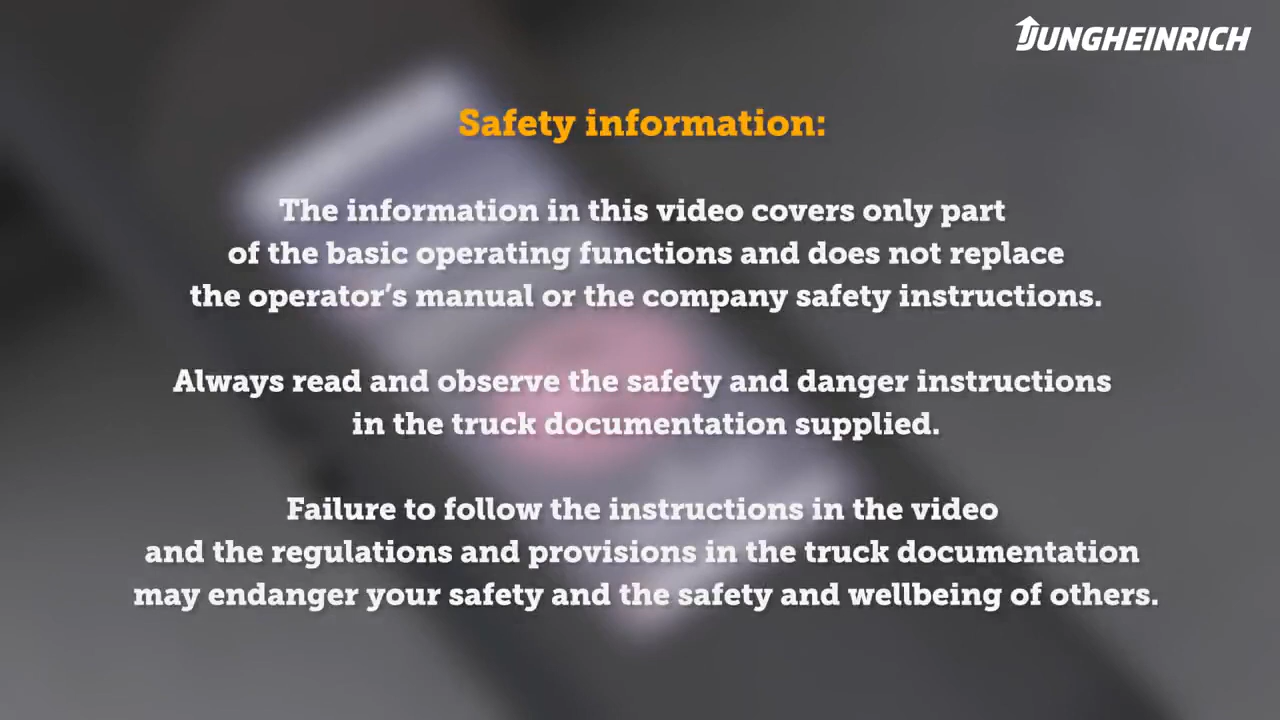 JUNGHEINRICH
Safety information:
The information in this video covers only part
of the basic operating functions and does not replace
the operator’s manual or the company safety instructions.
Always read and observe the safety and danger instructions
in the truck documentation supplied.
Failure to follow the instructions in the video
and the regulations and provisions in the truck documentation
may endanger your safety and the safety and wellbeing of others.